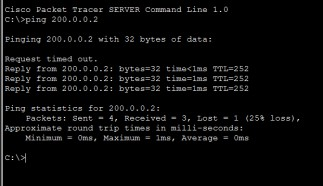 Cisco Packet Tracer SERVER Command Line 1.0
C:\>ping 200.0.0.2
Pinging 200.0.0.2 with 32 bytes of data:
Request timed out.
Reply from 200.0.0.2: bytes=32 time<1ms TTL=252
Reply from 200.0.0.2: bytes=32 time=1ms TTL=252
Reply from 200.0.0.2: bytes=32 time=1ms TTL=252
Ping statistics for 200.0.0.2:
Packets: Sent = 4, Received = 3, Lost = 1 (25% loss),
Approximate round trip times in milli-seconds:
Minimum = 0ms, Maximum = 1ms, Average = 0ms
C:\>